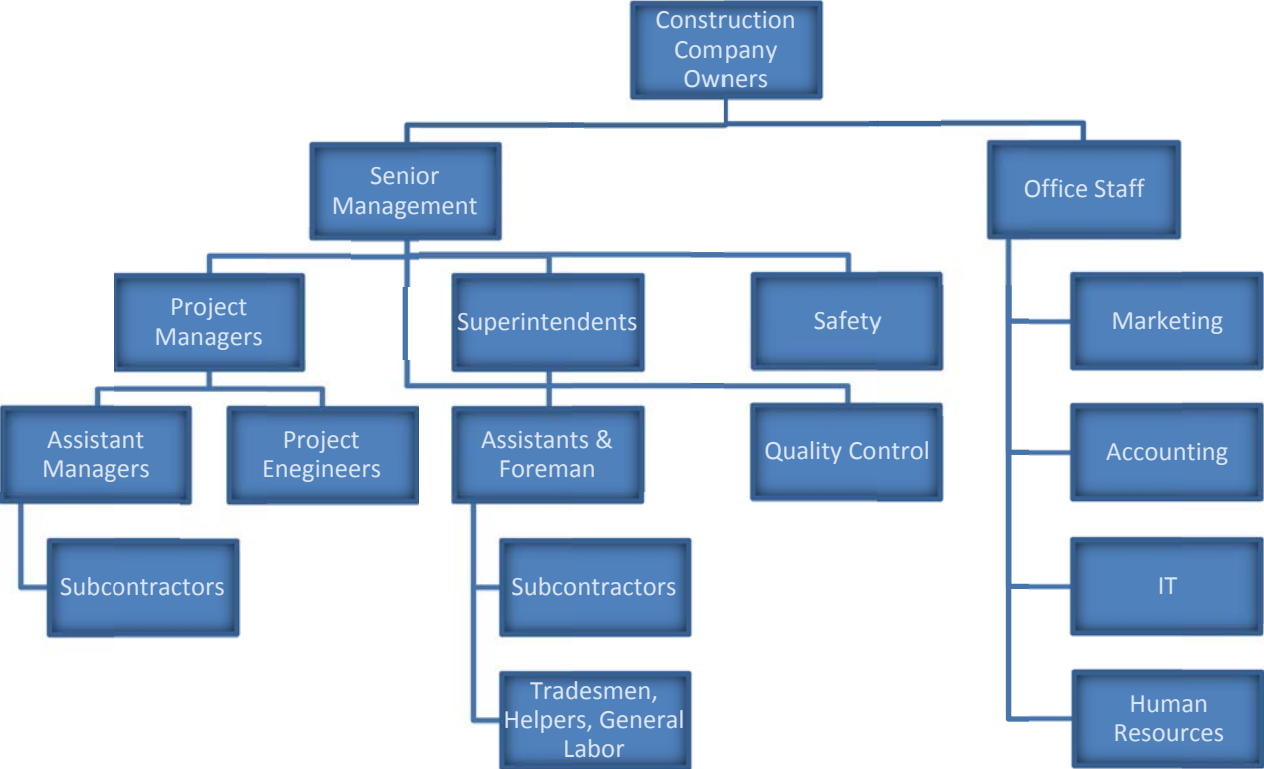 Construction
Company
Owners
Senior
Management
Office Staff
Project
Managers
Superintendents
Safety
Marketing
Assistant
Managers
Project
Enegineers
Assistants &
Foreman
Quality Control
Accounting
Subcontractors
Subcontractors
IT
Tradesmen,
Helpers, General
Labor
Human
Resources